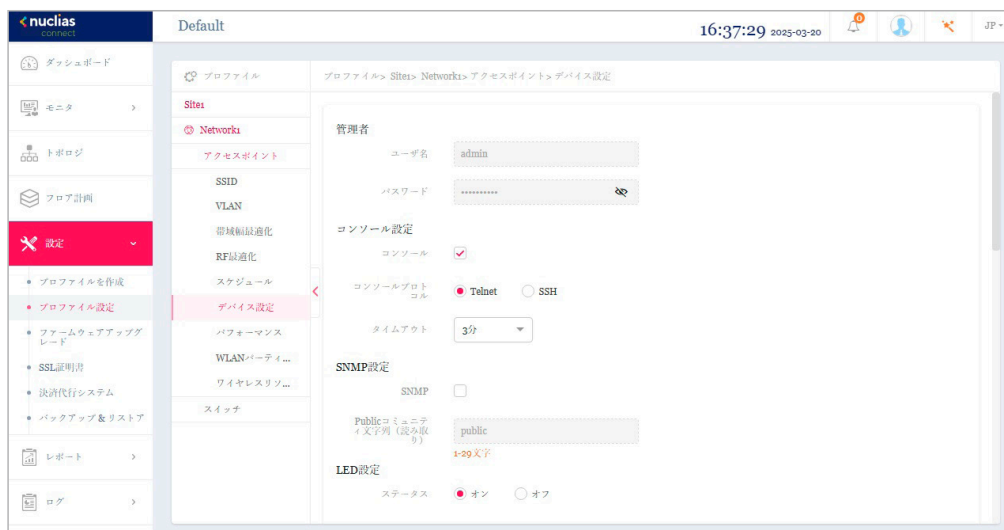 nuclias
connect
Default
16:37:29 2025-03-20
0
JP
ダッシュボード
モニタ
トポロジ
フロア計画
設定
プロファイルを作成
プロファイル設定
ファームウェアアップグ
レード
SSL証明書
決済代行システム
バックアップ&リストア
レポート
ログ
プロファイル
Site1
Network1
アクセスポイント
SSID
VLAN
帯域幅最適化
RF最適化
スケジュール
デバイス設定
パフォーマンス
WLANパーティ...
ワイヤレスリソ...
スイッチ
プロファイル> Site1> Network1> アクセスポイント> デバイス設定
管理者
ユーザ名
admin
パスワード
••••••••••
コンソール設定
コンソール
コンソールプロト
コル
Telnet
SSH
タイムアウト
3分
SNMP設定
SNMP
Publicコミュニテ
ィ文字列（読み取
り）
public
1-29文字
LED設定
ステータス
オン
オフ